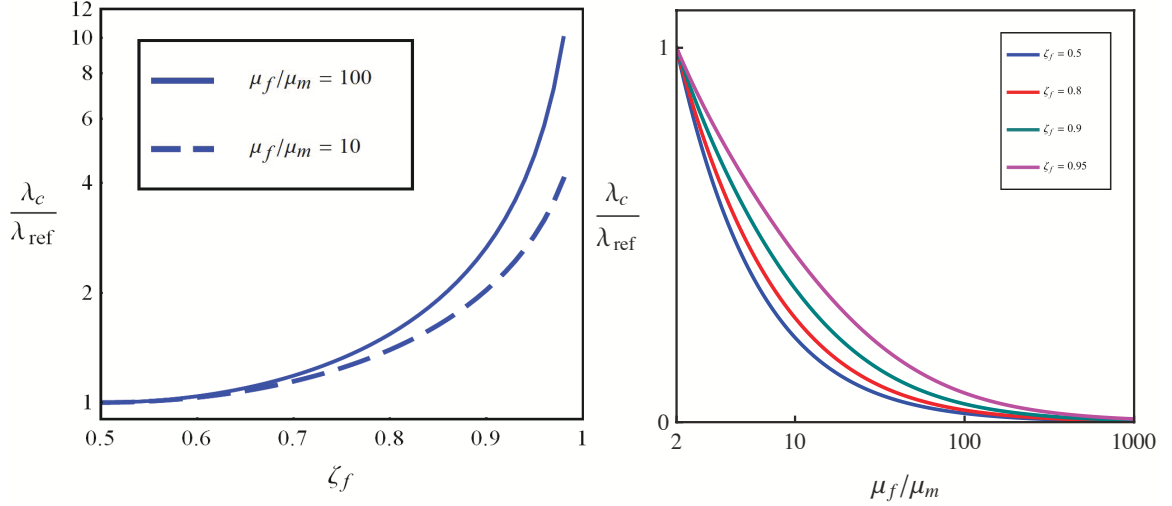 12
10
8
6
4
2
1
λc
λref
μf/μm = 100
μf/μm = 10
0.5 0.6 0.7 0.8 0.9 1
ζf
1
0
λc
λref
ζf = 0.5
ζf = 0.8
ζf = 0.9
ζf = 0.95
2 10 100 1000
μf/μm